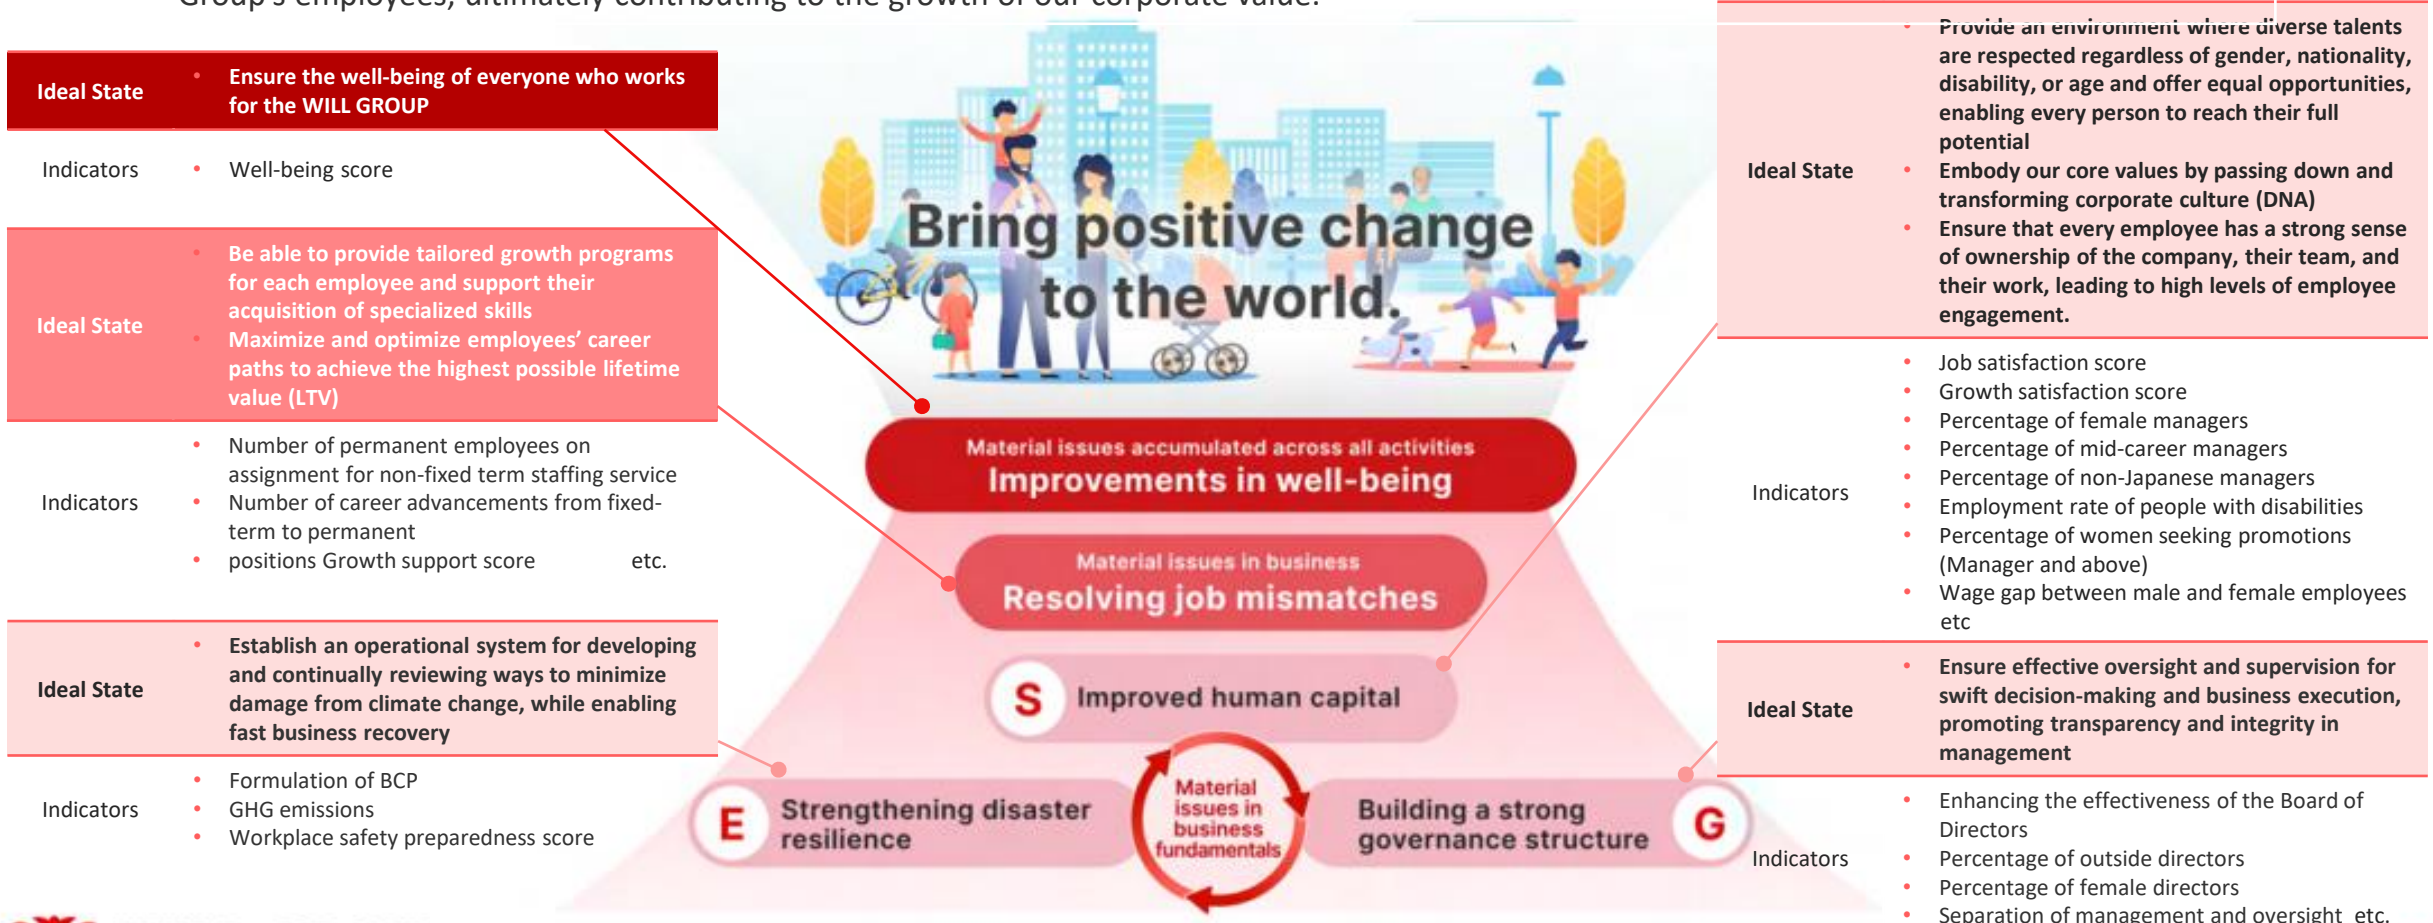 Group's employees, ultimately contributing to the growth of our corporate value.
Ideal State
• Ensure the well-being of everyone who works
for the WILL GROUP
Indicators
• Well-being score
Ideal State
• Be able to provide tailored growth programs
for each employee and support their
acquisition of specialized skills
• Maximize and optimize employees' career
paths to achieve the highest possible lifetime
value (LTV)
Indicators
• Number of permanent employees on
assignment for non-fixed term staffing service
• Number of career advancements from fixed-
term to permanent
• positions Growth support score etc.
Ideal State
• Establish an operational system for developing
and continually reviewing ways to minimize
damage from climate change, while enabling
fast business recovery
Indicators
• Formulation of BCP
• GHG emissions
• Workplace safety preparedness score
Bring positive change
to the world.
Material issues accumulated across all activities
Improvements in well-being
Material issues in business
Resolving job mismatches
S Improved human capital
E Strengthening disaster
resilience
Material
issues in
business
fundamentals
Building a strong
governance structure G
Ideal State
• Provide an environment where diverse talents
are respected regardless of gender, nationality,
disability, or age and offer equal opportunities,
enabling every person to reach their full
potential
• Embody our core values by passing down and
transforming corporate culture (DNA)
• Ensure that every employee has a strong sense
of ownership of the company, their team, and
their work, leading to high levels of employee
engagement.
Indicators
• Job satisfaction score
• Growth satisfaction score
• Percentage of female managers
• Percentage of mid-career managers
• Percentage of non-Japanese managers
• Employment rate of people with disabilities
• Percentage of women seeking promotions
(Manager and above)
• Wage gap between male and female employees
etc
Ideal State
• Ensure effective oversight and supervision for
swift decision-making and business execution,
promoting transparency and integrity in
management
Indicators
• Enhancing the effectiveness of the Board of
Directors
• Percentage of outside directors
• Percentage of female directors
• Separation of management and oversight etc.